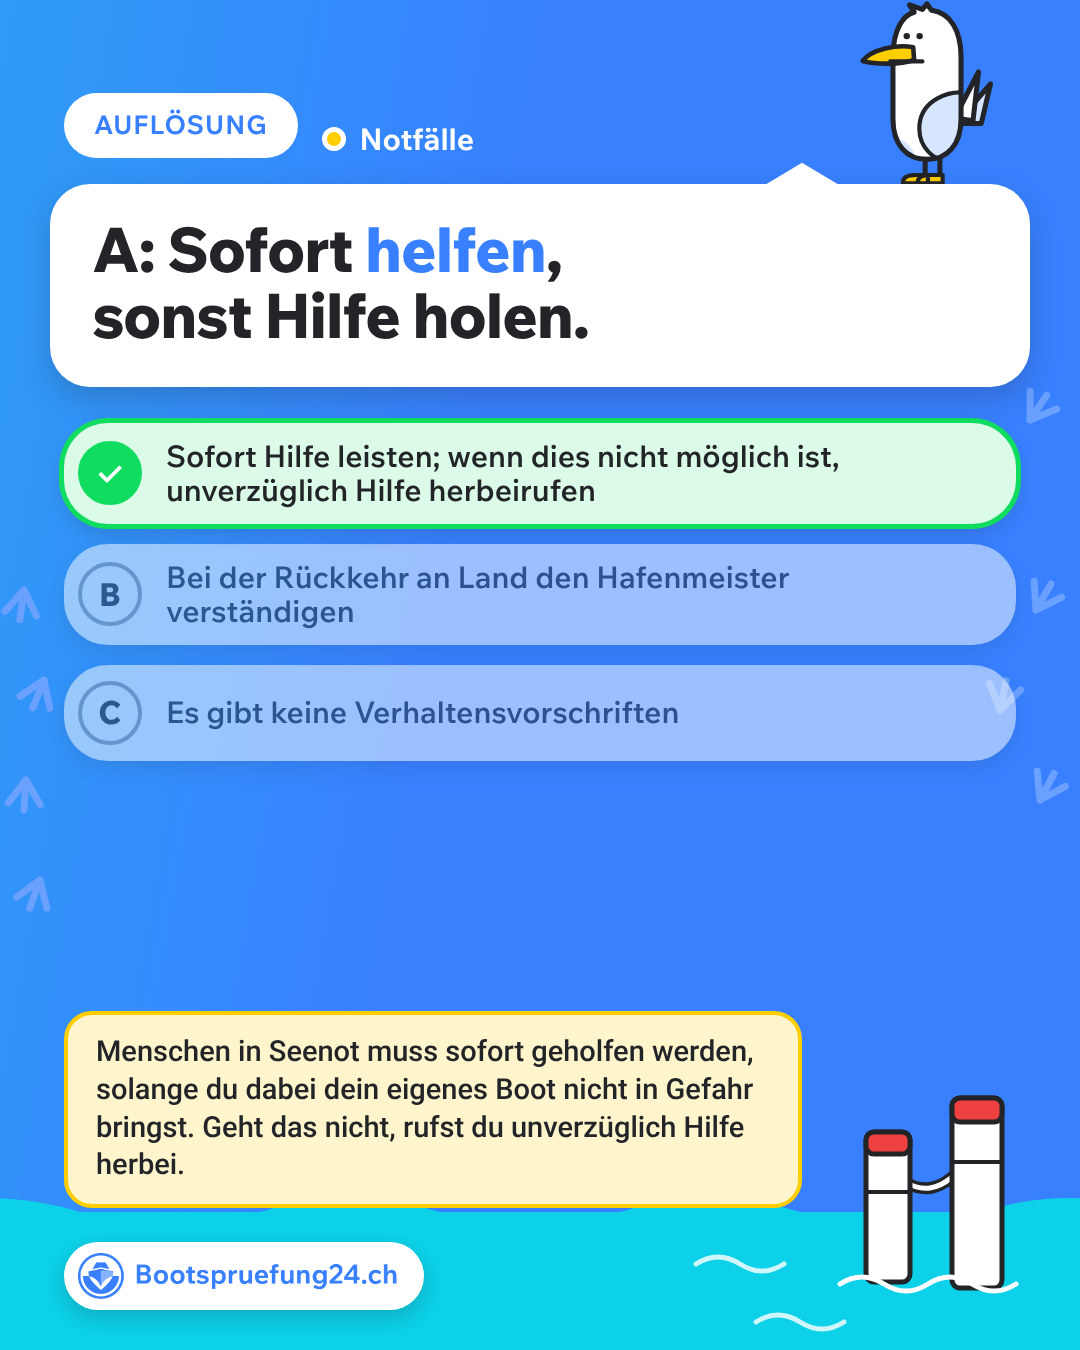 AUFLÖSUNG
Notfälle
A: Sofort helfen,
sonst Hilfe holen.
Sofort Hilfe leisten; wenn dies nicht möglich ist,
unverzüglich Hilfe herbeirufen
B
Bei der Rückkehr an Land den Hafenmeister
verständigen
C
Es gibt keine Verhaltensvorschriften
Menschen in Seenot muss sofort geholfen werden,
solange du dabei dein eigenes Boot nicht in Gefahr
bringst. Geht das nicht, rufst du unverzüglich Hilfe
herbei.
Bootspruefung24.ch